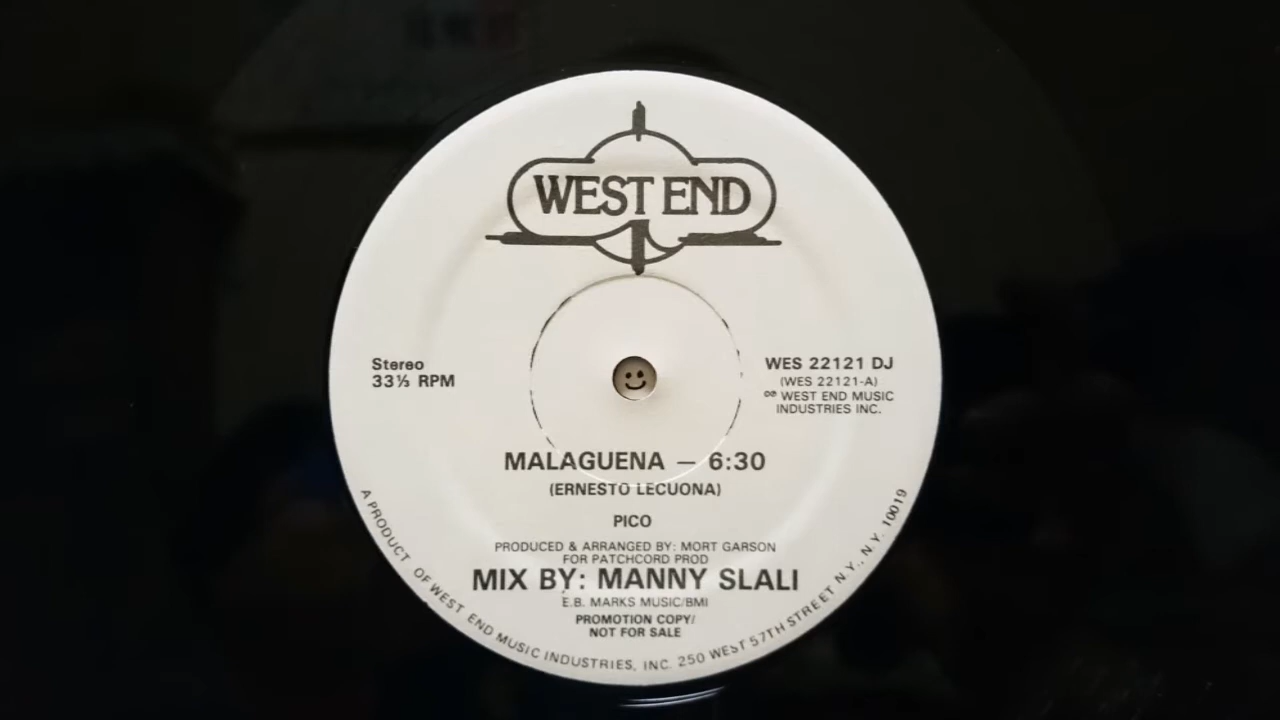 WEST END
Stereo
33⅓ RPM
WES 22121 DJ
(WES 22121-A)
℗© WEST END MUSIC
INDUSTRIES INC.
MALAGUENA — 6:30
(ERNESTO LECUONA)
PICO
PRODUCED & ARRANGED BY: MORT GARSON
FOR PATCHCORD PROD
MIX BY: MANNY SLALI
E.B. MARKS MUSIC/BMI
PROMOTION COPY/
NOT FOR SALE
A PRODUCT OF WEST END MUSIC INDUSTRIES, INC. 250 WEST 57TH STREET N.Y., N.Y. 10019